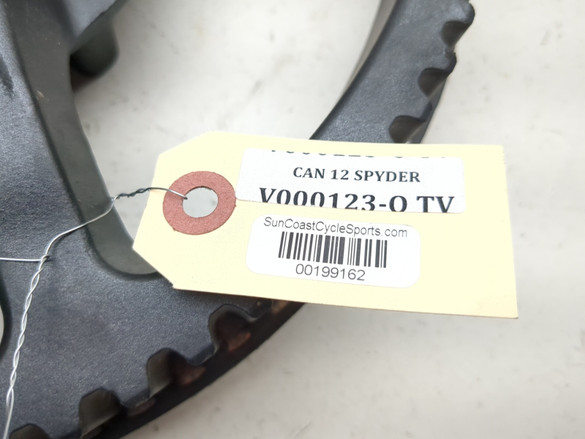 CAN 12 SPYDER
V000123-O TV
SunCoastCycleSports.com
00199162